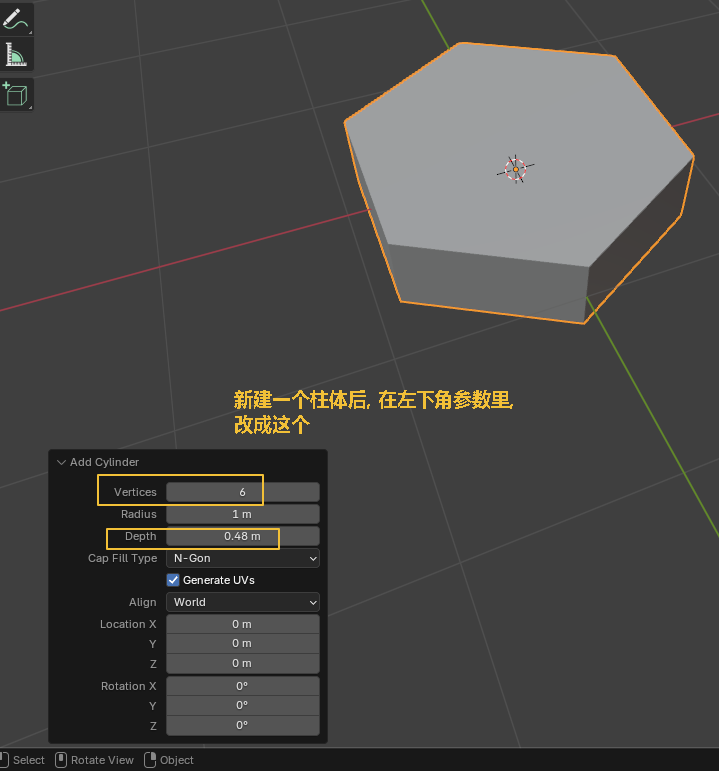 新建一个柱体后, 在左下角参数里,
改成这个
Add Cylinder
Vertices 6
Radius 1 m
Depth 0.48 m
Cap Fill Type N-Gon
Generate UVs
Align World
Location X 0 m
Y 0 m
Z 0 m
Rotation X 0°
Y 0°
Z 0°
Select Rotate View Object